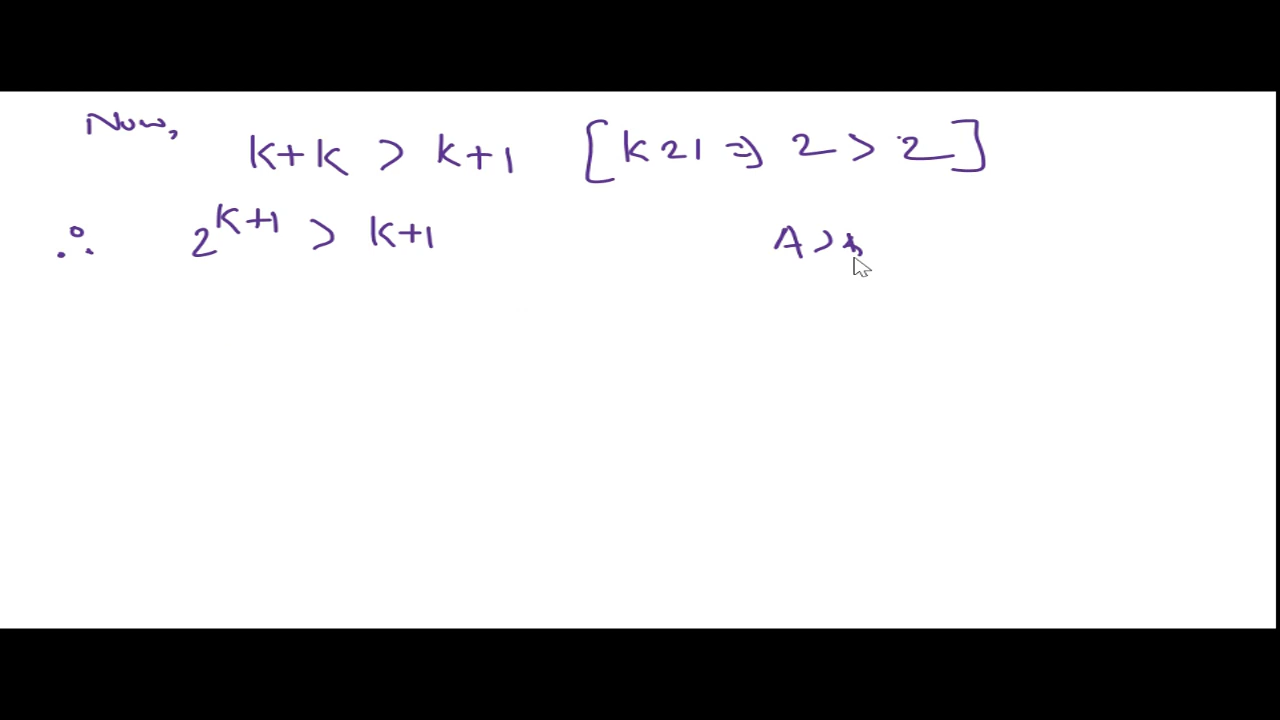 Now,
k+k > k+1 [k≥1 ⇒ 2 > 2]
∴ 2^{k+1} > k+1
A >